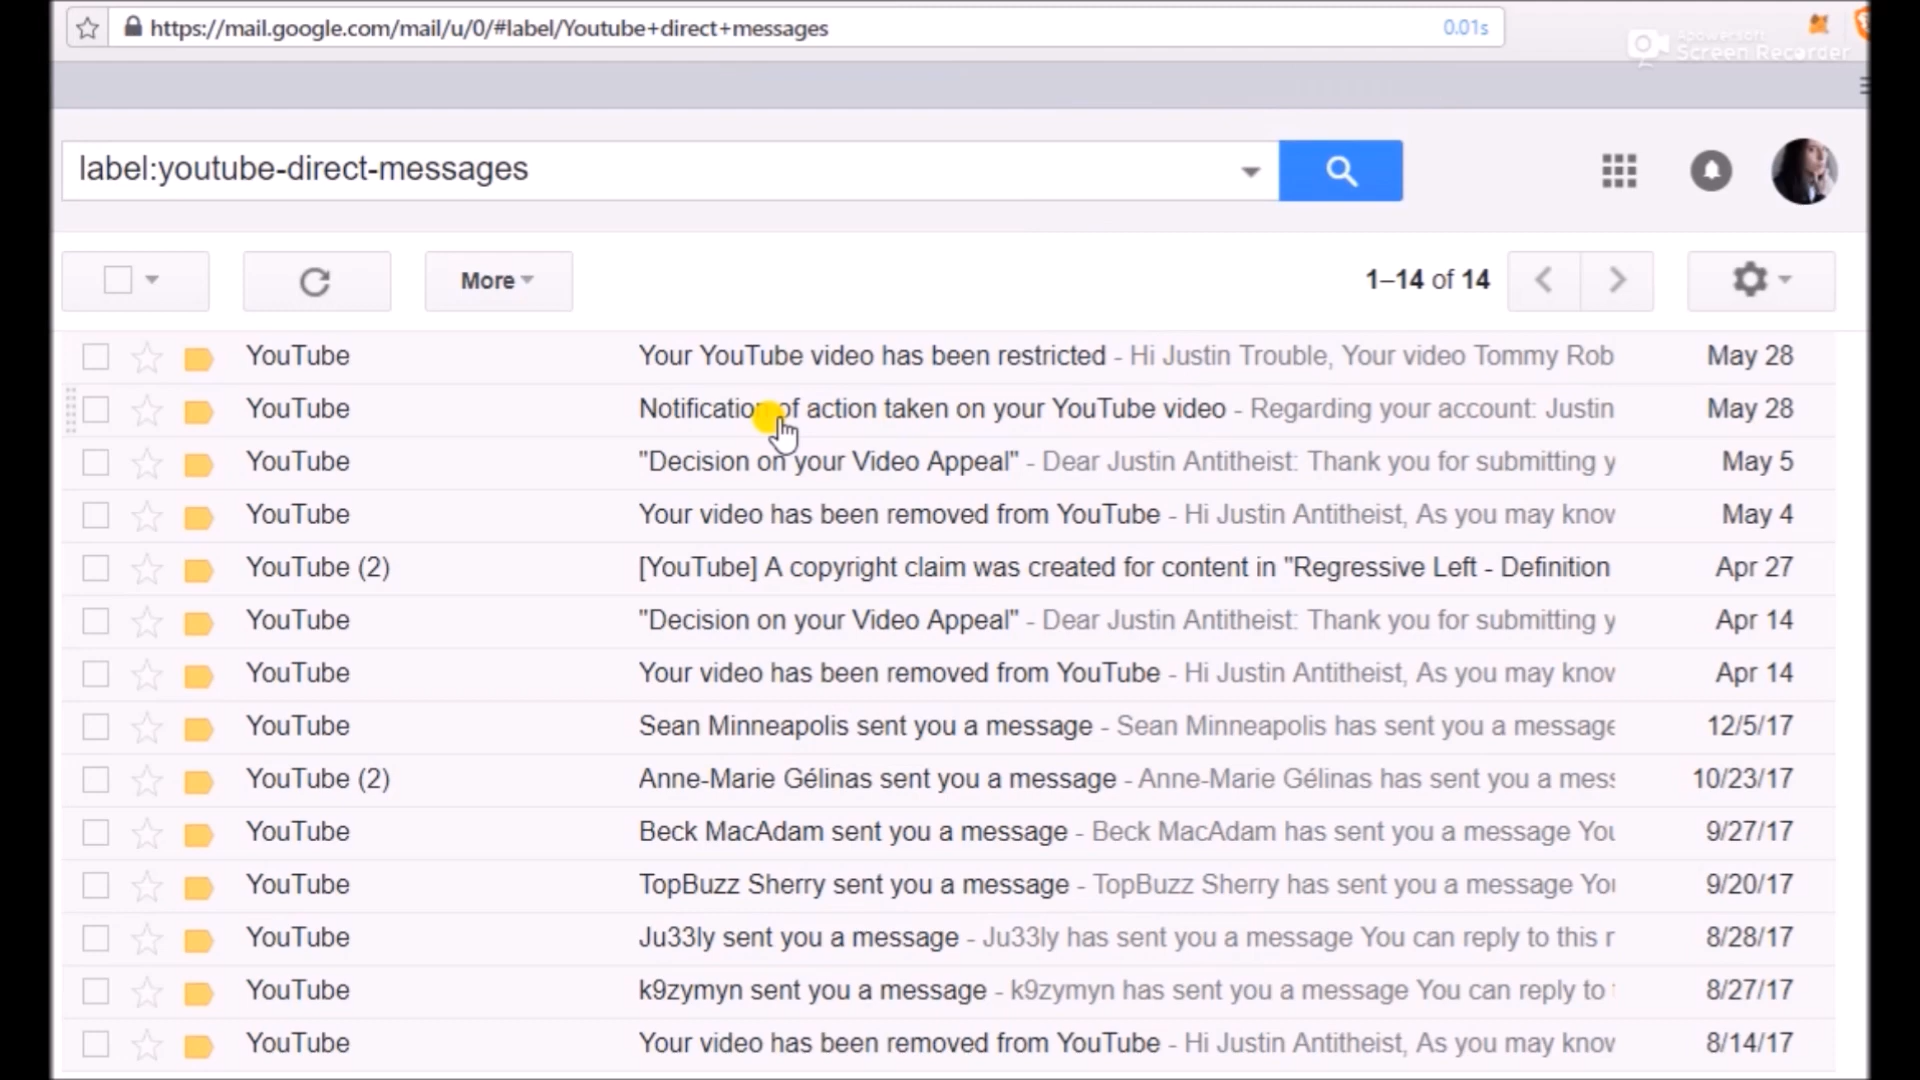 https://mail.google.com/mail/u/0/#label/Youtube+direct+messages 0.01s
Apowersoft
Screen Recorder
label:youtube-direct-messages
More 1–14 of 14
YouTube Your YouTube video has been restricted - Hi Justin Trouble, Your video Tommy Rob May 28
YouTube Notification of action taken on your YouTube video - Regarding your account: Justin May 28
YouTube "Decision on your Video Appeal" - Dear Justin Antitheist: Thank you for submitting y May 5
YouTube Your video has been removed from YouTube - Hi Justin Antitheist, As you may know May 4
YouTube (2) [YouTube] A copyright claim was created for content in "Regressive Left - Definition Apr 27
YouTube "Decision on your Video Appeal" - Dear Justin Antitheist: Thank you for submitting y Apr 14
YouTube Your video has been removed from YouTube - Hi Justin Antitheist, As you may know Apr 14
YouTube Sean Minneapolis sent you a message - Sean Minneapolis has sent you a message 12/5/17
YouTube (2) Anne-Marie Gélinas sent you a message - Anne-Marie Gélinas has sent you a mess 10/23/17
YouTube Beck MacAdam sent you a message - Beck MacAdam has sent you a message You 9/27/17
YouTube TopBuzz Sherry sent you a message - TopBuzz Sherry has sent you a message You 9/20/17
YouTube Ju33ly sent you a message - Ju33ly has sent you a message You can reply to this r 8/28/17
YouTube k9zymyn sent you a message - k9zymyn has sent you a message You can reply to 8/27/17
YouTube Your video has been removed from YouTube - Hi Justin Antitheist, As you may know 8/14/17